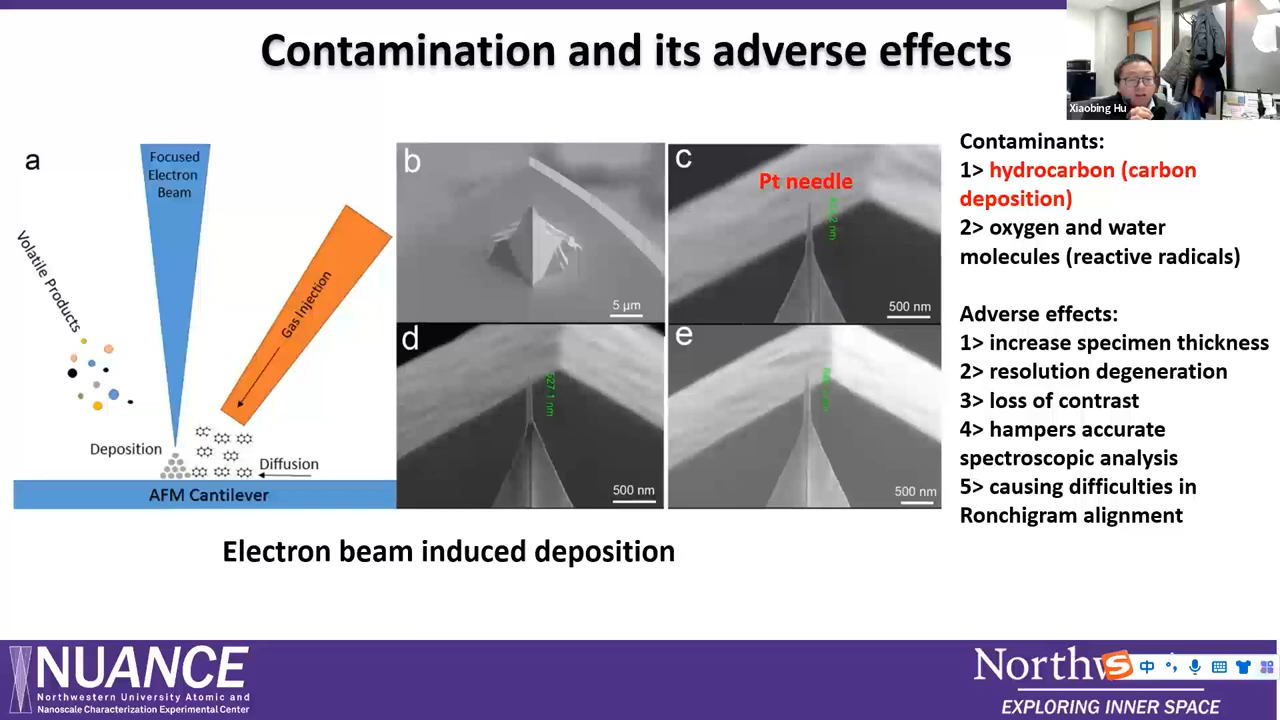 Contamination and its adverse effects
Xiaobing Hu
a
Focused
Electron
Beam
Volatile Products
Gas Injection
Deposition
Diffusion
AFM Cantilever
b
5 µm
c
Pt needle
500 nm
d
527.1 nm
500 nm
e
500 nm
Electron beam induced deposition
Contaminants:
1> hydrocarbon (carbon
deposition)
2> oxygen and water
molecules (reactive radicals)
Adverse effects:
1> increase specimen thickness
2> resolution degeneration
3> loss of contrast
4> hampers accurate
spectroscopic analysis
5> causing difficulties in
Ronchigram alignment
NUANCE
Northwestern University Atomic and
Nanoscale Characterization Experimental Center
中
EXPLORING INNER SPACE